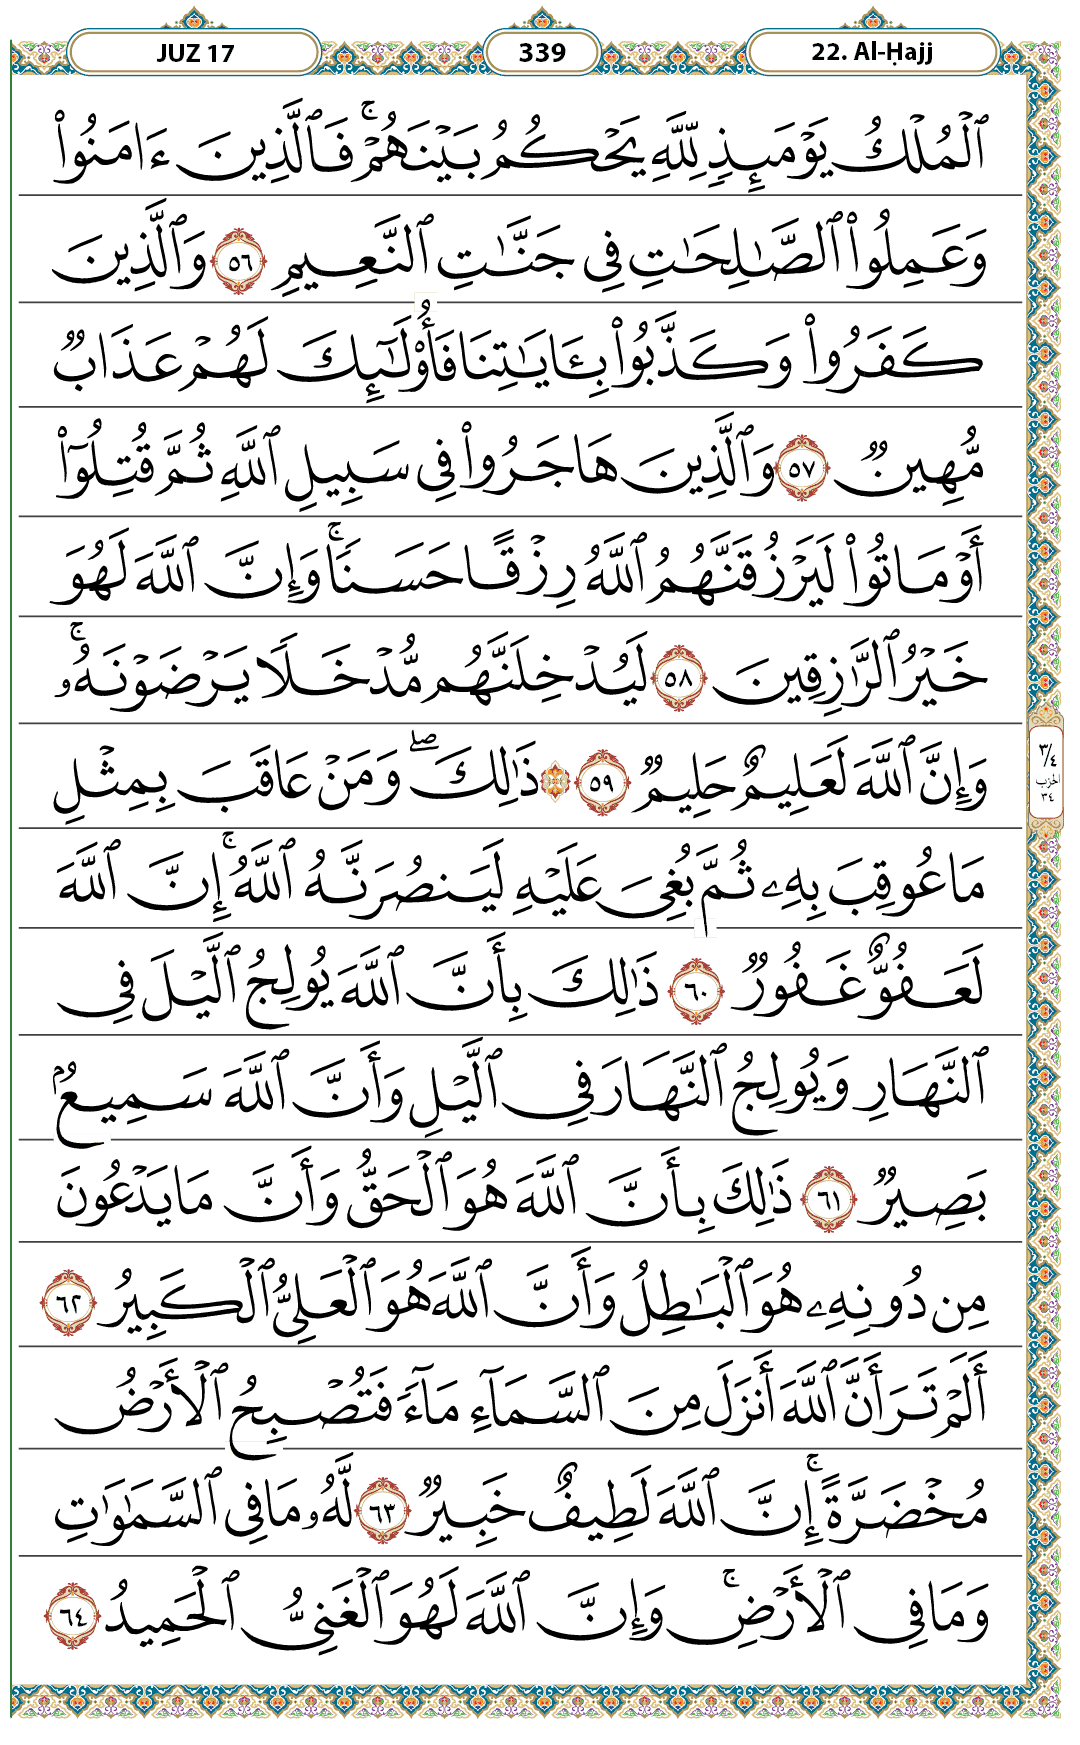 JUZ 17 339 22. Al-Ḥajj
ٱلْمُلْكُ يَوْمَئِذٍ لِّلَّهِ يَحْكُمُ بَيْنَهُمْ ۚ فَٱلَّذِينَ ءَامَنُوا۟
وَعَمِلُوا۟ ٱلصَّـٰلِحَـٰتِ فِى جَنَّـٰتِ ٱلنَّعِيمِ ٥٦ وَٱلَّذِينَ
كَفَرُوا۟ وَكَذَّبُوا۟ بِـَٔايَـٰتِنَا فَأُو۟لَـٰٓئِكَ لَهُمْ عَذَابٌ
مُّهِينٌ ٥٧ وَٱلَّذِينَ هَاجَرُوا۟ فِى سَبِيلِ ٱللَّهِ ثُمَّ قُتِلُوٓا۟
أَوْ مَاتُوا۟ لَيَرْزُقَنَّهُمُ ٱللَّهُ رِزْقًا حَسَنًا ۚ وَإِنَّ ٱللَّهَ لَهُوَ
خَيْرُ ٱلرَّٰزِقِينَ ٥٨ لَيُدْخِلَنَّهُم مُّدْخَلًا يَرْضَوْنَهُۥ ۚ
وَإِنَّ ٱللَّهَ لَعَلِيمٌ حَلِيمٌ ٥٩ ۞ ذَٰلِكَ ۖ وَمَنْ عَاقَبَ بِمِثْلِ
٣/٤
الحزب
٣٤
مَا عُوقِبَ بِهِۦ ثُمَّ بُغِىَ عَلَيْهِ لَيَنصُرَنَّهُ ٱللَّهُ ۚ إِنَّ ٱللَّهَ
لَعَفُوٌّ غَفُورٌ ٦٠ ذَٰلِكَ بِأَنَّ ٱللَّهَ يُولِجُ ٱلَّيْلَ فِى
ٱلنَّهَارِ وَيُولِجُ ٱلنَّهَارَ فِى ٱلَّيْلِ وَأَنَّ ٱللَّهَ سَمِيعٌۢ
بَصِيرٌ ٦١ ذَٰلِكَ بِأَنَّ ٱللَّهَ هُوَ ٱلْحَقُّ وَأَنَّ مَا يَدْعُونَ
مِن دُونِهِۦ هُوَ ٱلْبَـٰطِلُ وَأَنَّ ٱللَّهَ هُوَ ٱلْعَلِىُّ ٱلْكَبِيرُ ٦٢
أَلَمْ تَرَ أَنَّ ٱللَّهَ أَنزَلَ مِنَ ٱلسَّمَآءِ مَآءً فَتُصْبِحُ ٱلْأَرْضُ
مُخْضَرَّةً ۗ إِنَّ ٱللَّهَ لَطِيفٌ خَبِيرٌ ٦٣ لَّهُۥ مَا فِى ٱلسَّمَـٰوَٰتِ
وَمَا فِى ٱلْأَرْضِ ۚ وَإِنَّ ٱللَّهَ لَهُوَ ٱلْغَنِىُّ ٱلْحَمِيدُ ٦٤